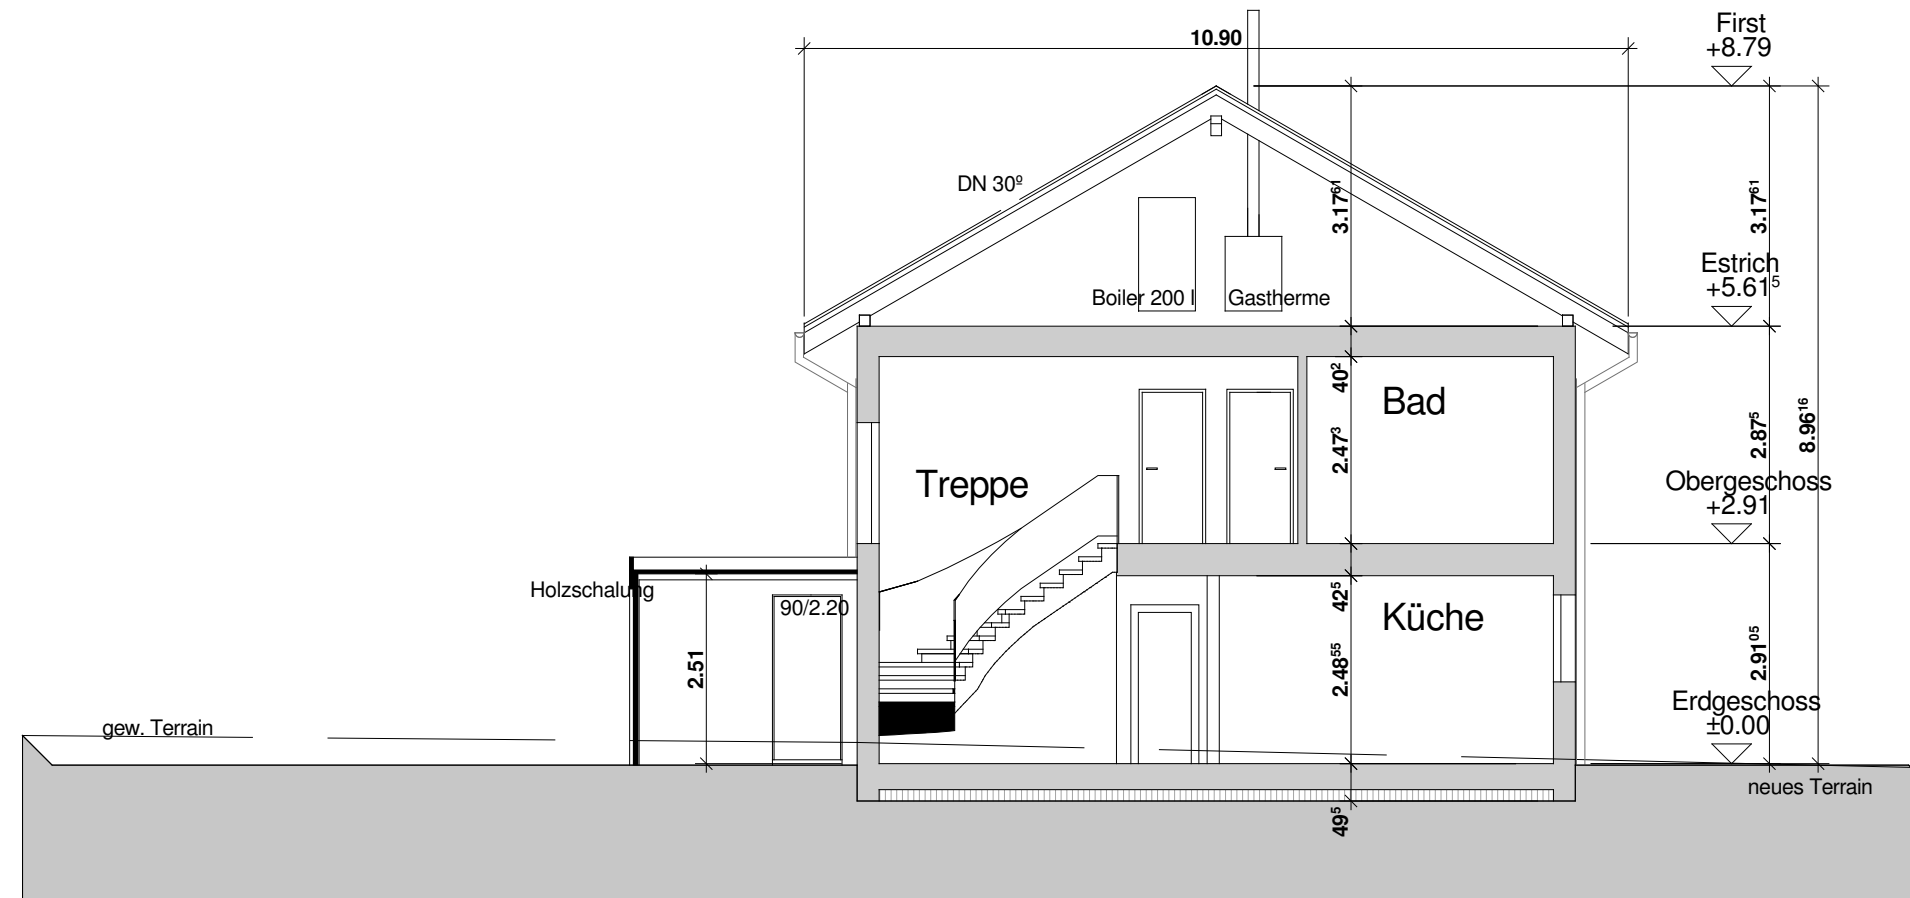 First
+8.79
10.90
DN 30º
3.17⁶¹
3.17⁶¹
Estrich
+5.61⁵
Boiler 200 l
Gastherme
40²
Bad
2.47³
2.87⁵
8.96¹⁶
Treppe
Obergeschoss
+2.91
Holzschalung
90/2.20
42⁵
Küche
2.51
2.48⁵⁵
2.91⁰⁵
Erdgeschoss
±0.00
gew. Terrain
neues Terrain
49⁵